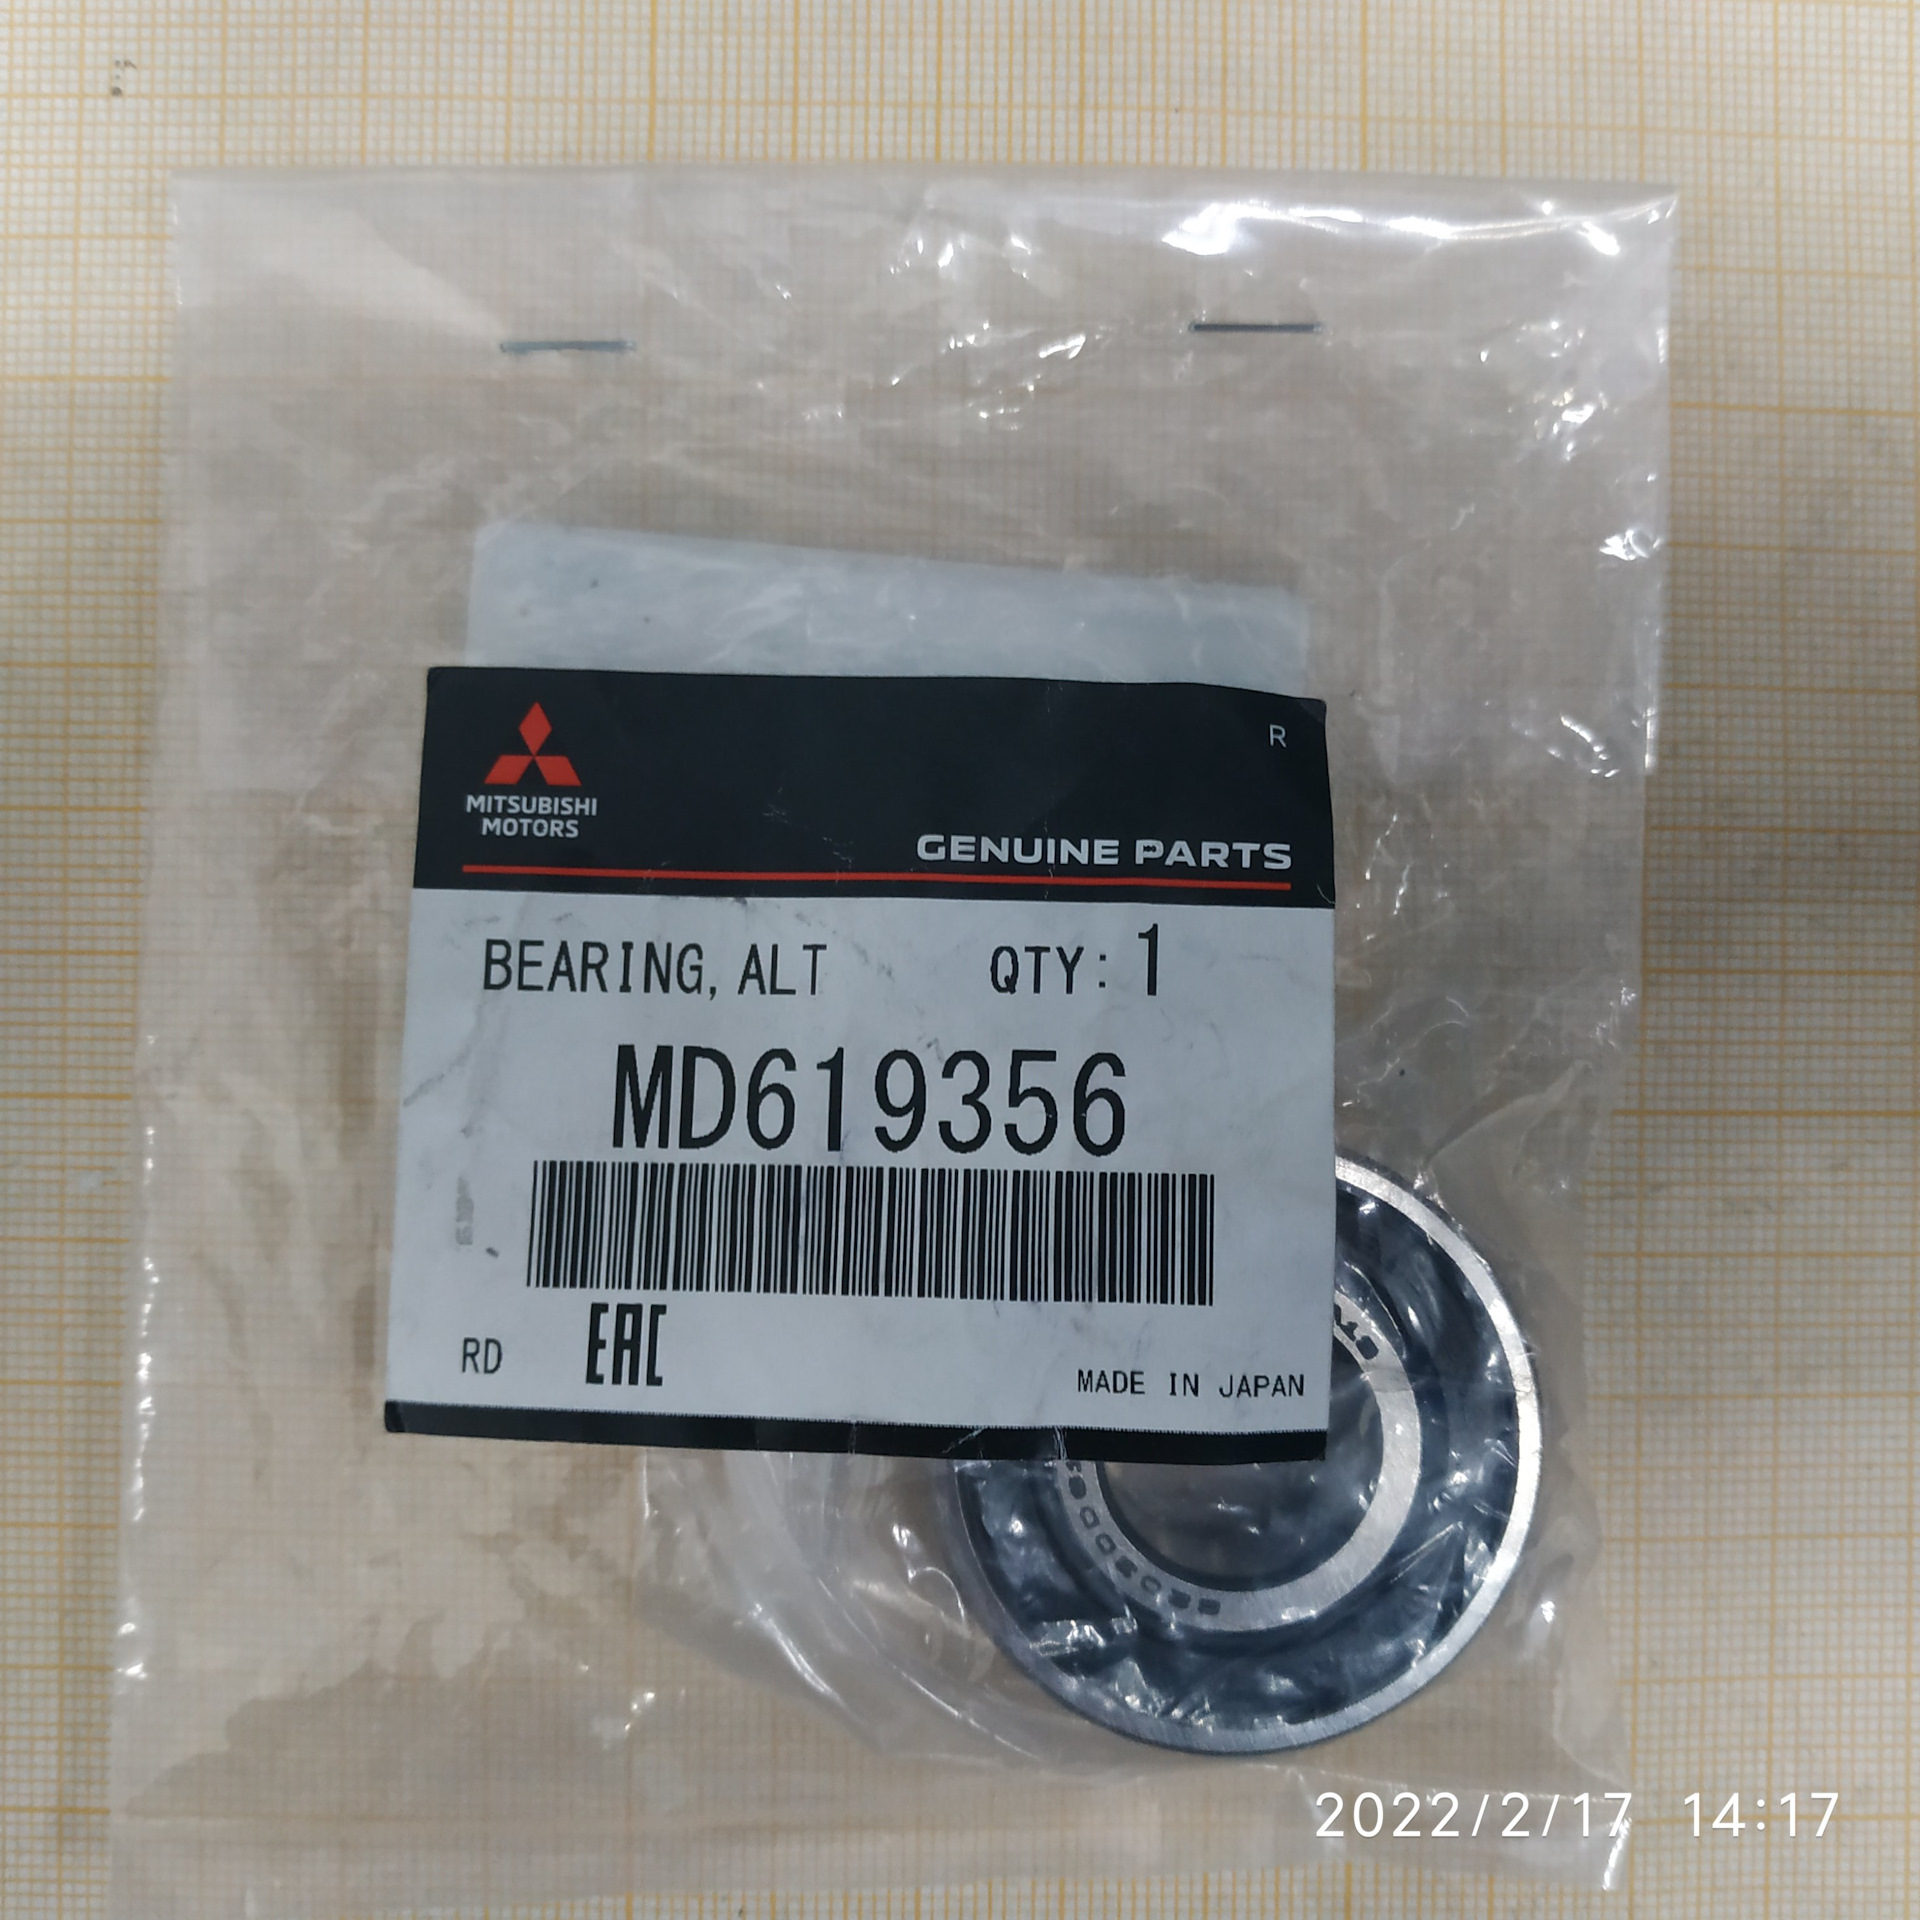 R
MITSUBISHI
MOTORS
GENUINE PARTS
BEARING, ALT QTY: 1
MD619356
RD EAC MADE IN JAPAN
2022/2/17 14:17